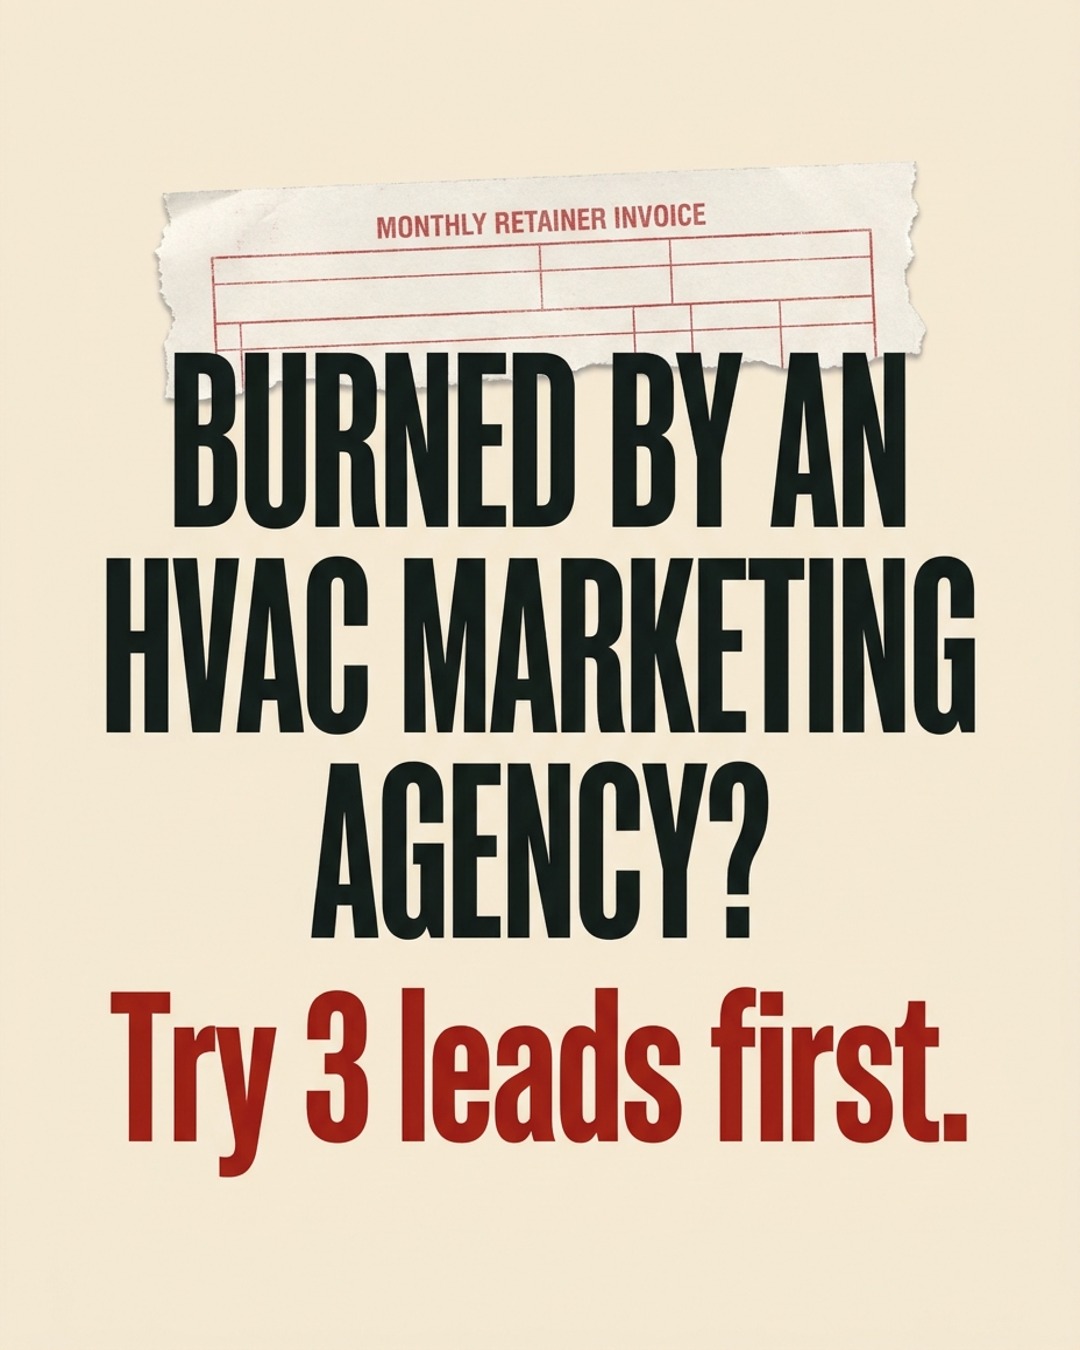 MONTHLY RETAINER INVOICE
BURNED BY AN
HVAC MARKETING
AGENCY?
Try 3 leads first.